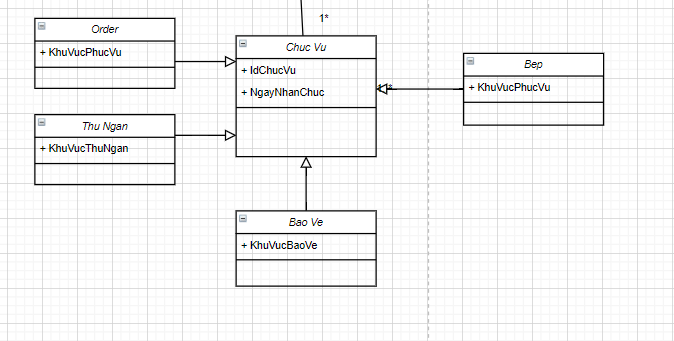 1*
Order
+ KhuVucPhucVu
Chuc Vu
+ IdChucVu
+ NgayNhanChuc
Bep
+ KhuVucPhucVu
Thu Ngan
+ KhuVucThuNgan
Bao Ve
+ KhuVucBaoVe